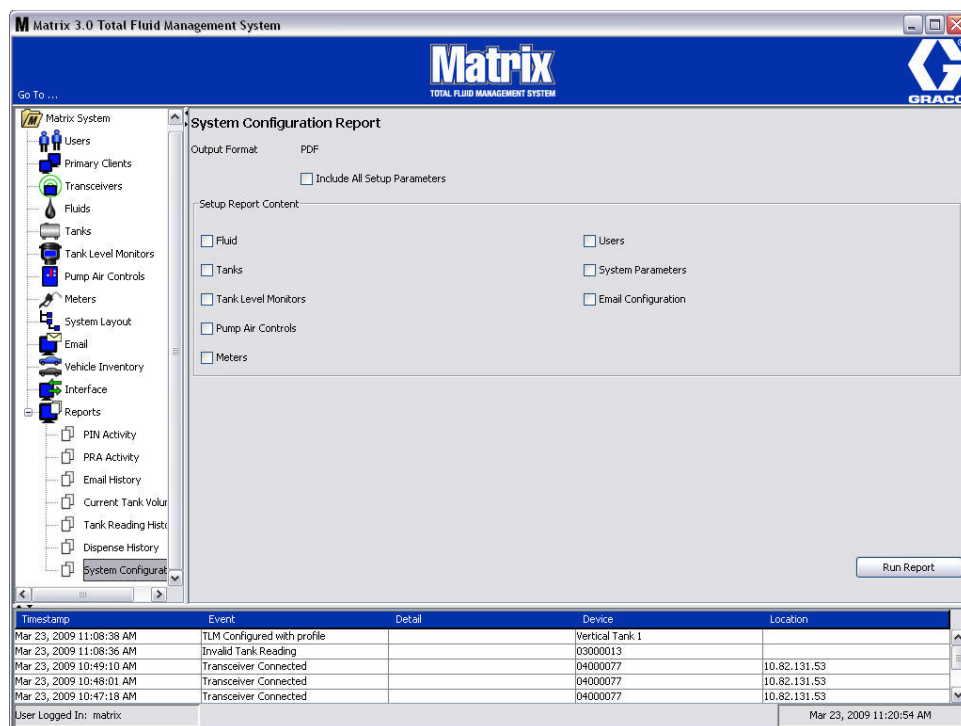 M Matrix 3.0 Total Fluid Management System
Matrix
TOTAL FLUID MANAGEMENT SYSTEM
GRACO
Go To ...
Matrix System
Users
Primary Clients
Transceivers
Fluids
Tanks
Tank Level Monitors
Pump Air Controls
Meters
System Layout
Email
Vehicle Inventory
Interface
Reports
PIN Activity
PRA Activity
Email History
Current Tank Volur
Tank Reading Histo
Dispense History
System Configurat
System Configuration Report
Output Format PDF
Include All Setup Parameters
Setup Report Content
Fluid Users
Tanks System Parameters
Tank Level Monitors Email Configuration
Pump Air Controls
Meters
Run Report
Timestamp Event Detail Device Location
Mar 23, 2009 11:08:38 AM TLM Configured with profile Vertical Tank 1
Mar 23, 2009 11:08:36 AM Invalid Tank Reading 03000013
Mar 23, 2009 10:49:10 AM Transceiver Connected 04000077 10.82.131.53
Mar 23, 2009 10:48:01 AM Transceiver Connected 04000077 10.82.131.53
Mar 23, 2009 10:47:18 AM Transceiver Connected 04000077 10.82.131.53
User Logged In: matrix Mar 23, 2009 11:20:54 AM